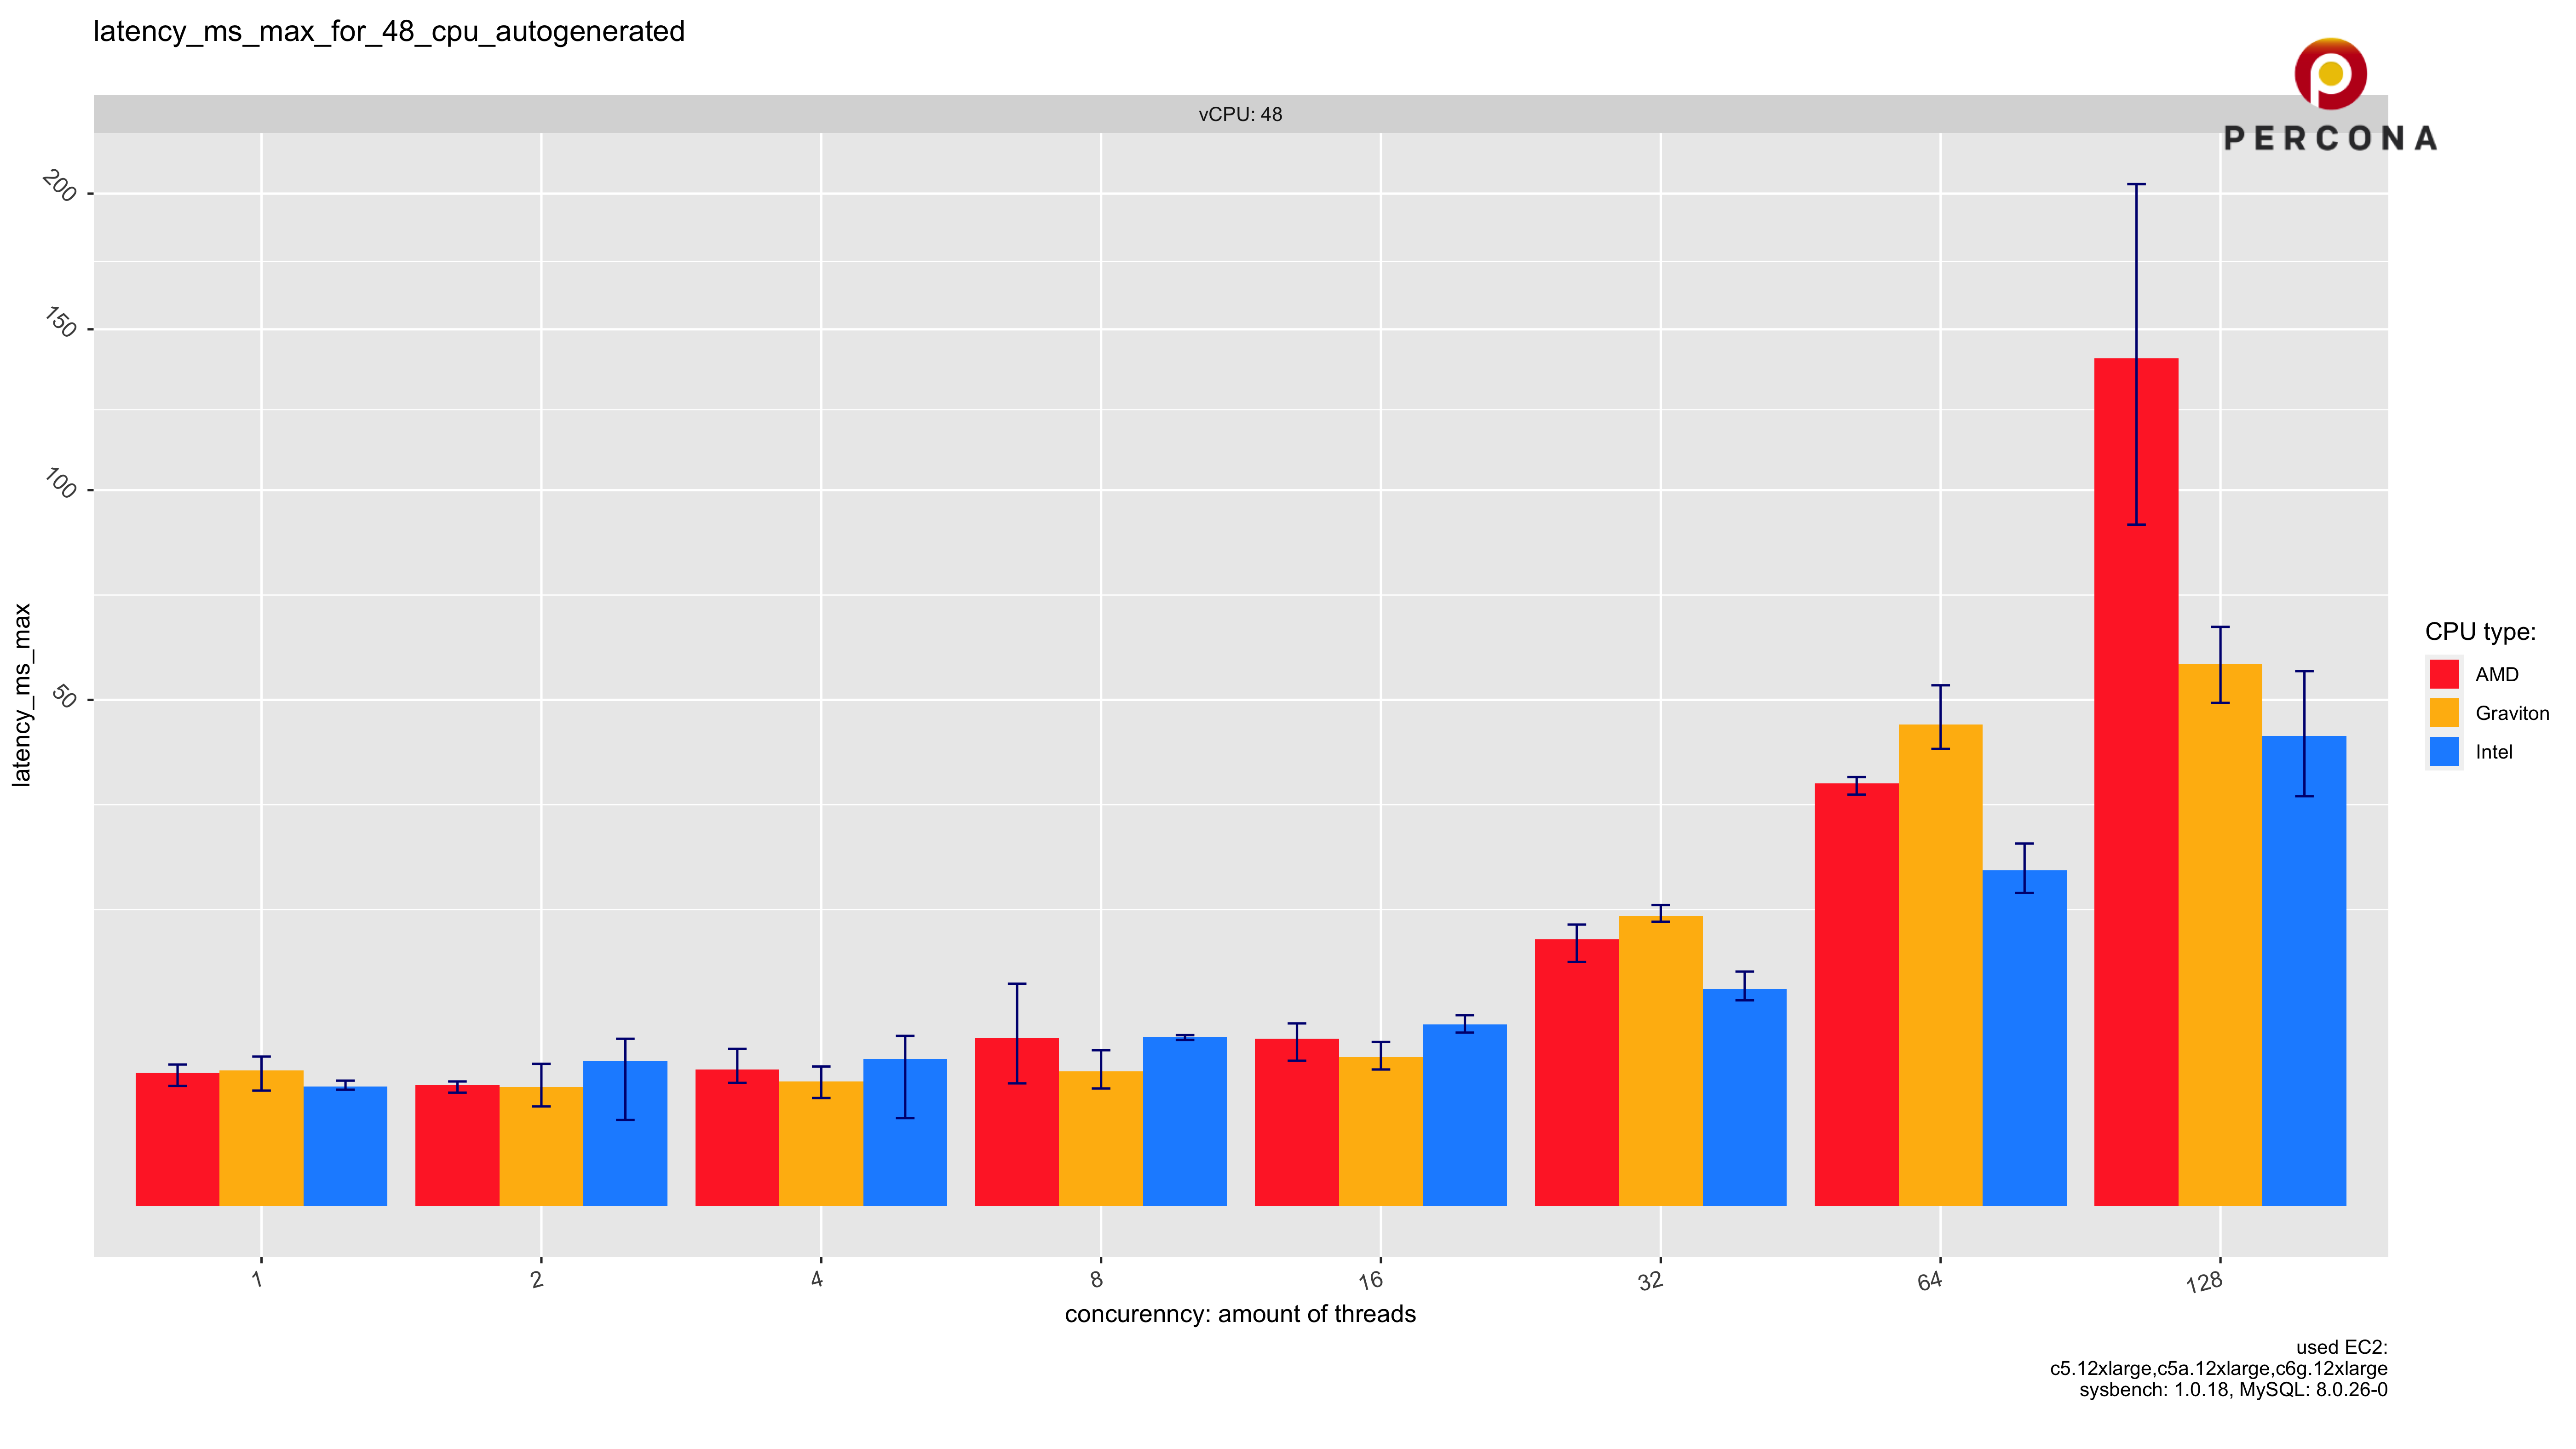 latency_ms_max_for_48_cpu_autogenerated
PERCONA
vCPU: 48
200
150
100
50
latency_ms_max
CPU type:
AMD
Graviton
Intel
1
2
4
8
16
32
64
128
concurenncy: amount of threads
used EC2:
c5.12xlarge,c5a.12xlarge,c6g.12xlarge
sysbench: 1.0.18, MySQL: 8.0.26-0